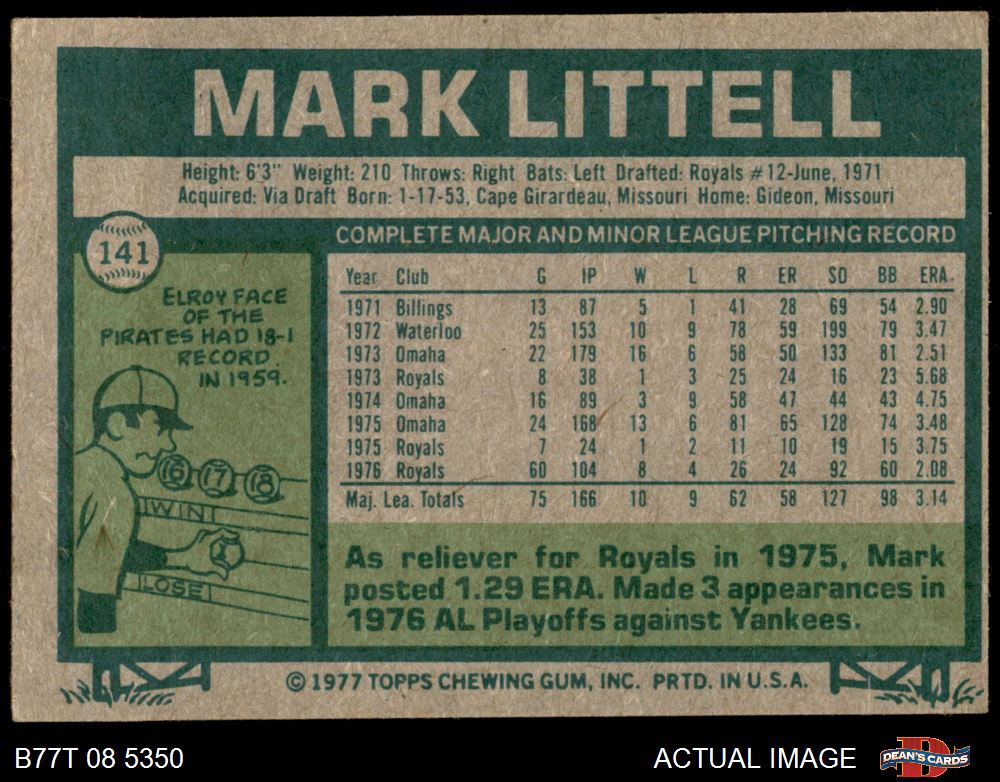 MARK LITTELL
Height: 6'3" Weight: 210 Throws: Right Bats: Left Drafted: Royals #12-June, 1971
Acquired: Via Draft Born: 1-17-53, Cape Girardeau, Missouri Home: Gideon, Missouri
141
ELROY FACE
OF THE
PIRATES HAD 18-1
RECORD
IN 1959.
16 17 18
WIN
1
LOSE
COMPLETE MAJOR AND MINOR LEAGUE PITCHING RECORD
Year Club G IP W L R ER SO BB ERA.
1971 Billings 13 87 5 1 41 28 69 54 2.90
1972 Waterloo 25 153 10 9 78 59 199 79 3.47
1973 Omaha 22 179 16 6 58 50 133 81 2.51
1973 Royals 8 38 1 3 25 24 16 23 5.68
1974 Omaha 16 89 3 9 58 47 44 43 4.75
1975 Omaha 24 168 13 6 81 65 128 74 3.48
1975 Royals 7 24 1 2 11 10 19 15 3.75
1976 Royals 60 104 8 4 26 24 92 60 2.08
Maj. Lea. Totals 75 166 10 9 62 58 127 98 3.14
As reliever for Royals in 1975, Mark
posted 1.29 ERA. Made 3 appearances in
1976 AL Playoffs against Yankees.
© 1977 TOPPS CHEWING GUM, INC. PRTD. IN U.S.A.
B77T 08 5350
ACTUAL IMAGE
DEAN'S CARDS